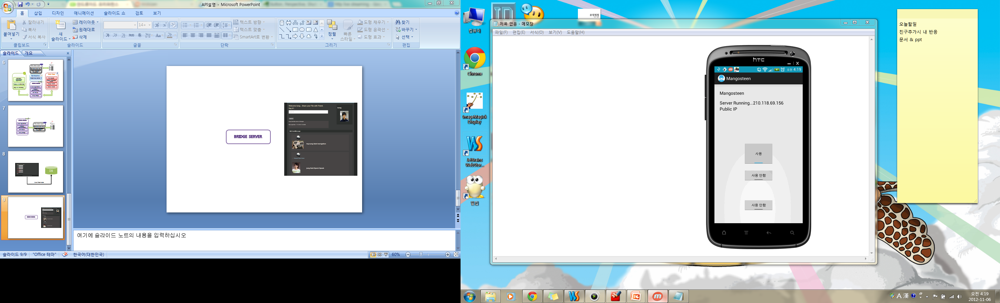 API설명 - Microsoft PowerPoint
홈 삽입 디자인 애니메이션 슬라이드 쇼 검토 보기
붙여넣기
잘라내기
복사
서식 복사
클립보드
새
슬라이드
레이아웃
원래대로
삭제
슬라이드
14+
글꼴
텍스트 방향
텍스트 맞춤
SmartArt로 변환
단락
정렬
빠른
스타일
도형 채우기
도형 윤곽선
도형 효과
그리기
찾기
바꾸기
선택
편집
슬라이드 개요
6
7
8
DB
9
BRIDGE SERVER
Welcome bong , Share your File with Friend.
bong
MyFriendMessage
hayoung Said inavigation
jung Said Speck Speak
여기에 슬라이드 노트의 내용을 입력하십시오
슬라이드 9/9 "Office 테마" 한국어(대한민국) 60%
컴퓨터
Chrome
ImageMagick
Display
JetBrains
WebStor...
알집
제목 없음 - 메모장
파일(F) 편집(E) 서식(O) 보기(V) 도움말(H)
hTC
오전 4:19
Mangosteen
Mangosteen
Server Running...210.118.69.156
Public IP
사용
사용 안함
사용 안함
오늘할일
친구추가시 내 반응
문서 & ppt
A 漢
오전 4:19
2012-11-06